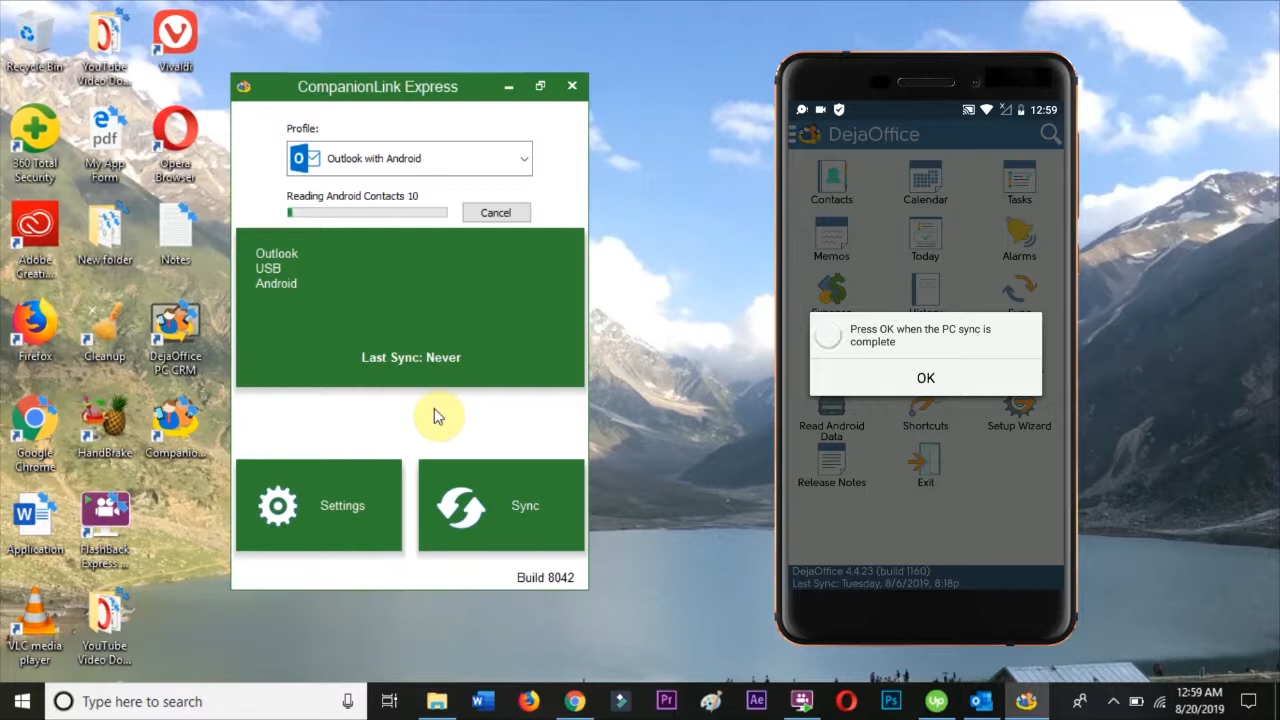 Recycle Bin
YouTube
Video Do...
Vivaldi
360 Total
Security
My App
Form
Opera
Browser
Adobe
Creati...
New folder
Notes
Firefox
Cleanup
DejaOffice
PC CRM
Google
Chrome
HandBrake
Companio...
Application
FlashBack
Express ...
VLC media
player
YouTube
Video Do...
pdf
CompanionLink Express
Profile:
Outlook with Android
Reading Android Contacts 10
Cancel
Outlook
USB
Android
Last Sync: Never
Settings
Sync
Build 8042
12:59
DejaOffice
Contacts
Calendar
Tasks
Memos
Today
Alarms
Press OK when the PC sync is
complete
OK
Read Android
Data
Shortcuts
Setup Wizard
Release Notes
Exit
DejaOffice 4.4.23 (build 1160)
Last Sync: Tuesday, 8/6/2019, 8:18p
Type here to search
Pr
Ae
Ps
Up
12:59 AM
8/20/2019